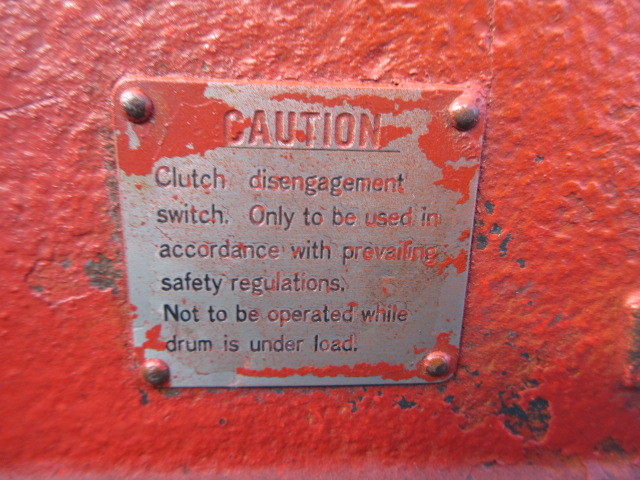 CAUTION
Clutch disengagement
switch. Only to be used in
accordance with prevailing
safety regulations.
Not to be operated while
drum is under load.